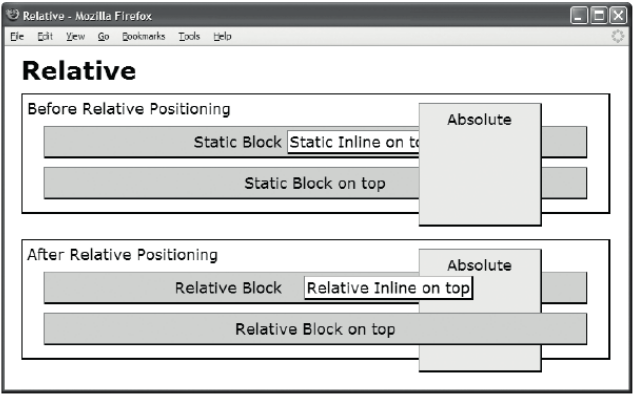 Relative - Mozilla Firefox
File Edit View Go Bookmarks Tools Help
Relative
Before Relative Positioning
Absolute
Static Block Static Inline on to
Static Block on top
After Relative Positioning
Absolute
Relative Block Relative Inline on top
Relative Block on top